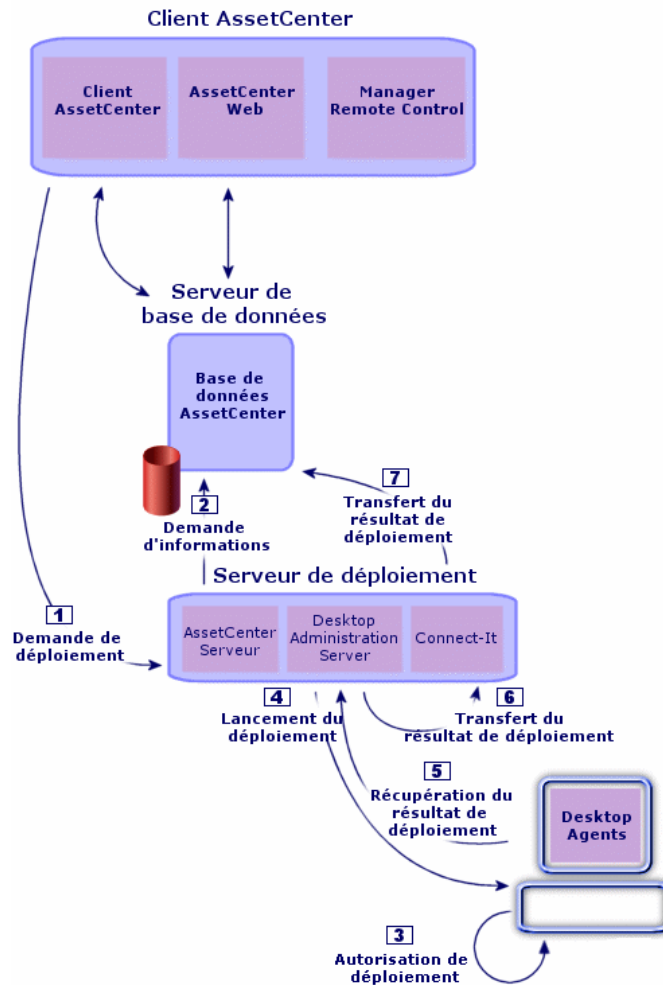 Client AssetCenter
Client
AssetCenter
AssetCenter
Web
Manager
Remote Control
Serveur de
base de données
Base de
données
AssetCenter
2
Demande
d'informations
7
Transfert du
résultat de
déploiement
Serveur de déploiement
1
Demande de
déploiement
AssetCenter
Serveur
Desktop
Administration
Server
Connect-It
4
Lancement du
déploiement
6
Transfert du
résultat de déploiement
5
Récupération du
résultat de
déploiement
Desktop
Agents
3
Autorisation de
déploiement